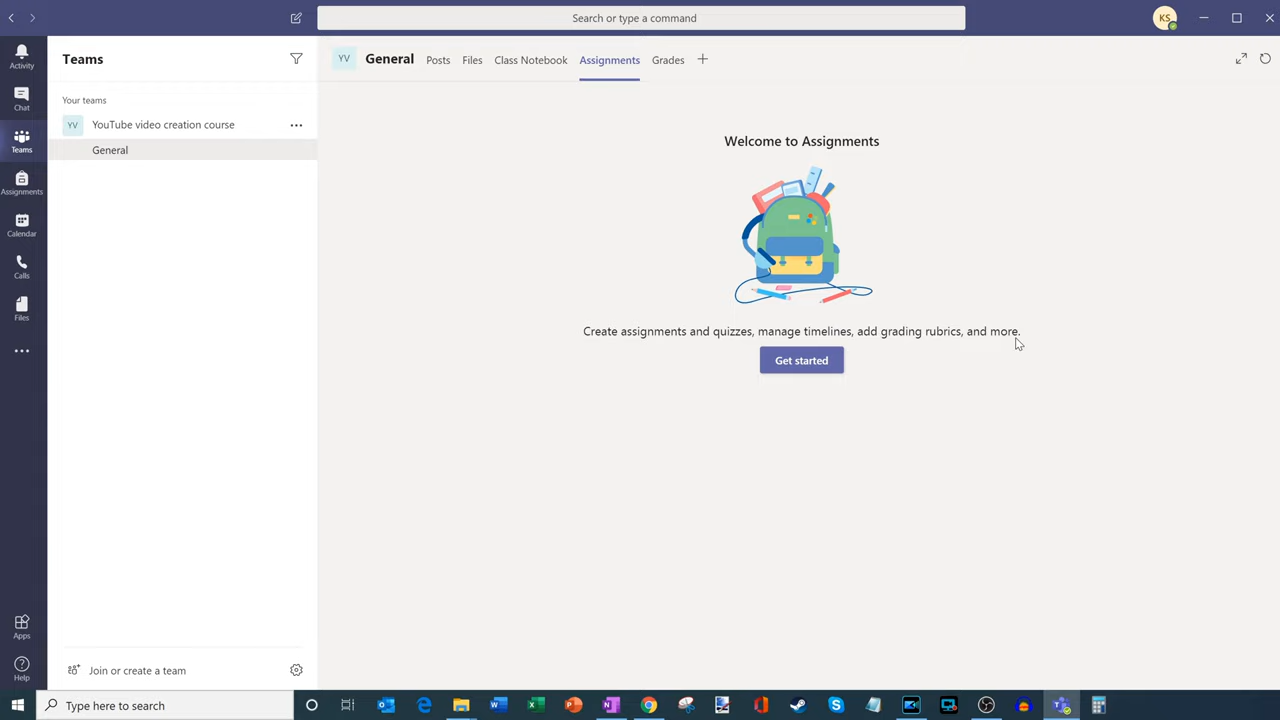 Search or type a command
KS
Activity
Chat
Teams
Assignments
Calendar
Calls
Files
Apps
Help
Teams
Your teams
YV YouTube video creation course
General
Join or create a team
YV General Posts Files Class Notebook Assignments Grades
Welcome to Assignments
Create assignments and quizzes, manage timelines, add grading rubrics, and more.
Get started
Type here to search